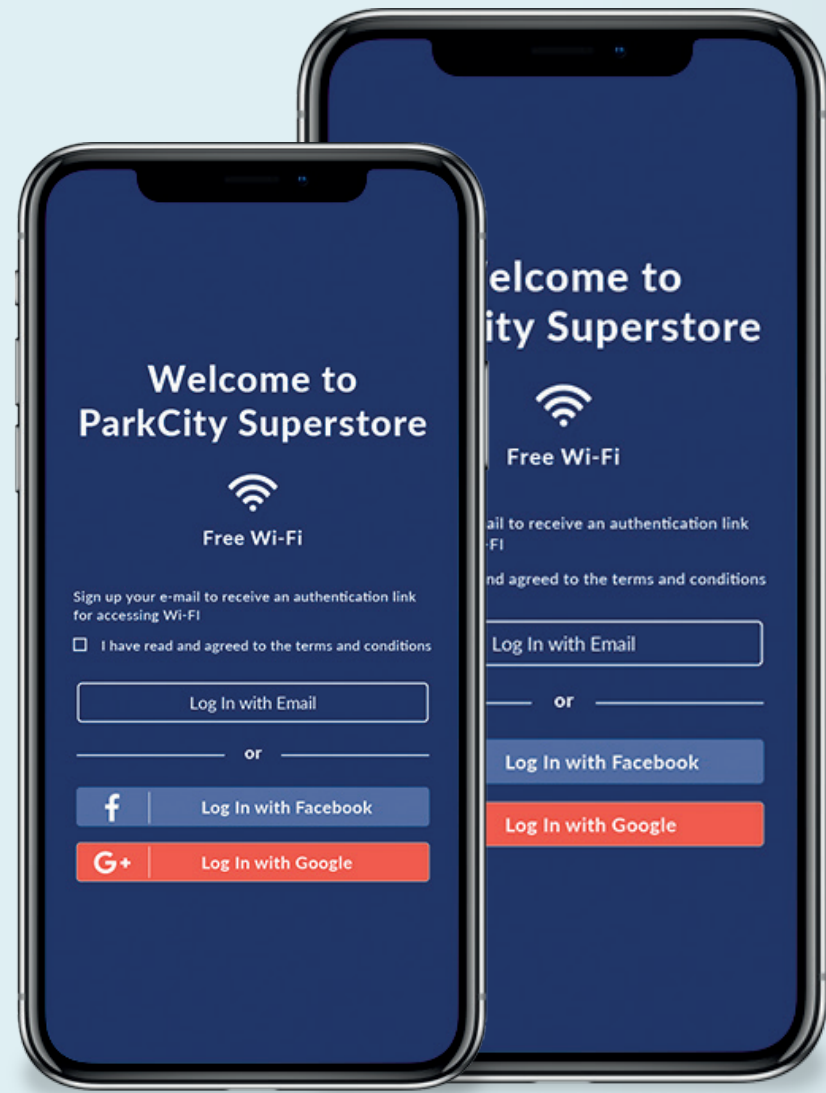 Welcome to
ParkCity Superstore
Free Wi-Fi
Sign up your e-mail to receive an authentication link
for accessing Wi-FI
I have read and agreed to the terms and conditions
Log In with Email
or
f
Log In with Facebook
G+
Log In with Google
elcome to
ity Superstore
Free Wi-Fi
ail to receive an authentication link
-FI
nd agreed to the terms and conditions
Log In with Email
or
Log In with Facebook
Log In with Google